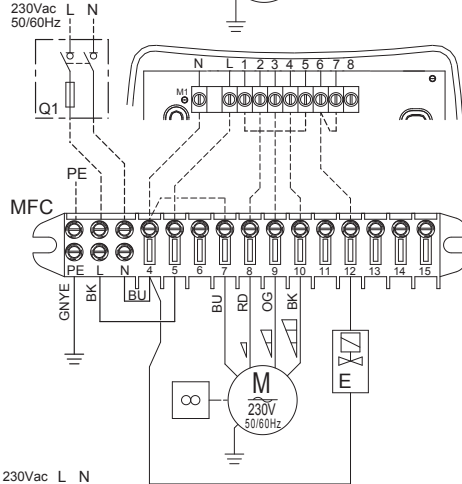 230Vac L N
50/60Hz
Q1
N L 1 2 3 4 5 6 7 8
M1
PE
MFC
PE L N 4 5 6 7 8 9 10 11 12 13 14 15
GNYE BK BU BU RD OG BK
M
230V
50/60Hz
E
230Vac L N